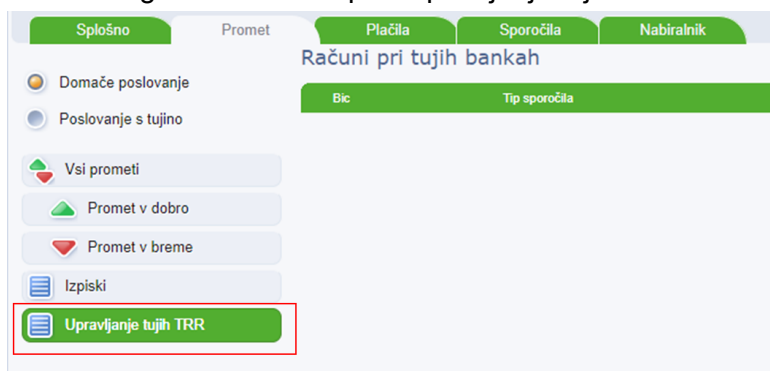 Splošno Promet Plačila Sporočila Nabiralnik
Računi pri tujih bankah
Domače poslovanje
Bic Tip sporočila
Poslovanje s tujino
Vsi prometi
Promet v dobro
Promet v breme
Izpiski
Upravljanje tujih TRR